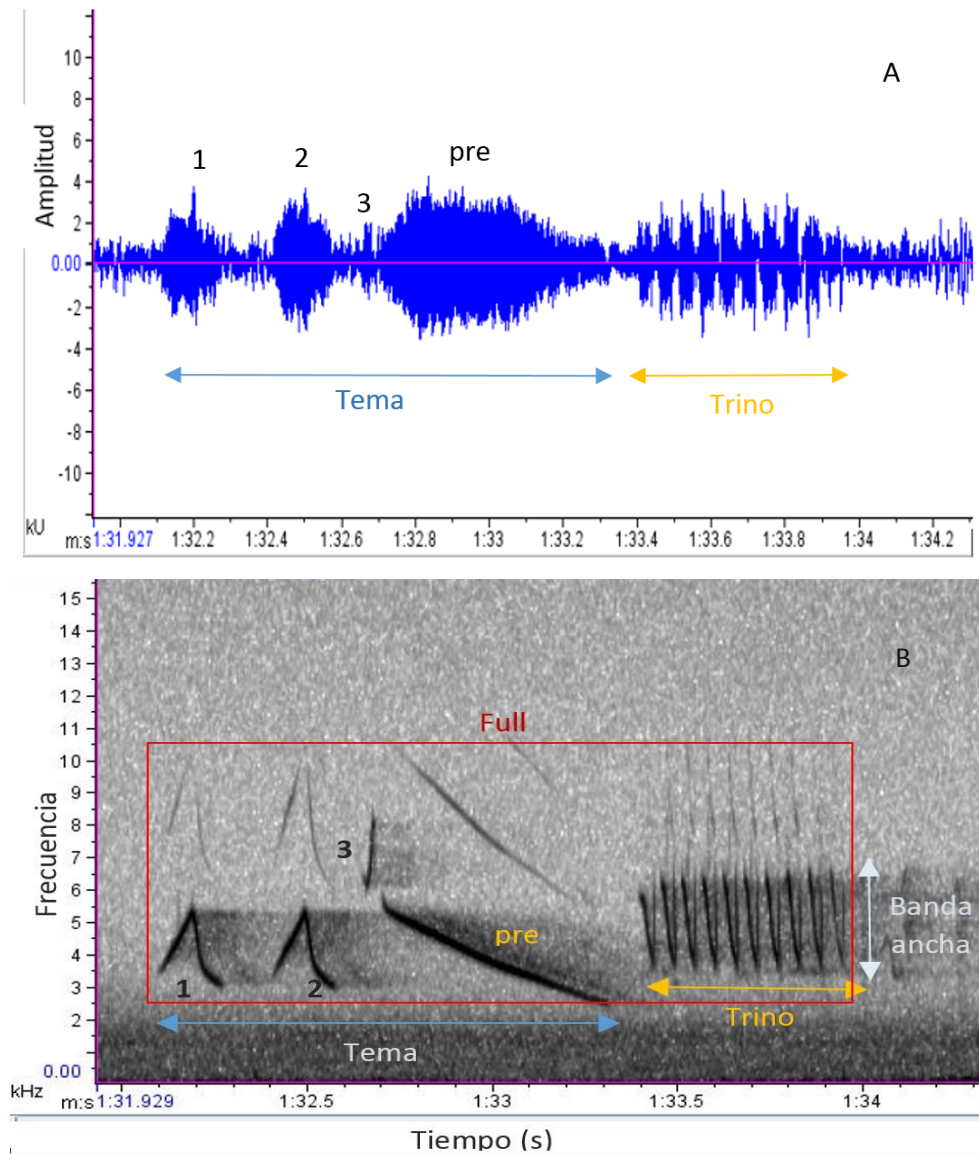 A
10
8
6
4
2
0.00
-2
-4
-6
-8
-10
kU
Amplitud
1
2
3
pre
Tema
Trino
m:s 1:31.927 1:32.2 1:32.4 1:32.6 1:32.8 1:33 1:33.2 1:33.4 1:33.6 1:33.8 1:34 1:34.2
B
15
14
13
12
11
10
9
8
7
6
5
4
3
2
1
0.00
kHz
Frecuencia
Full
3
1
2
pre
Banda
ancha
Trino
Tema
m:s 1:31.929 1:32.5 1:33 1:33.5 1:34
Tiempo (s)